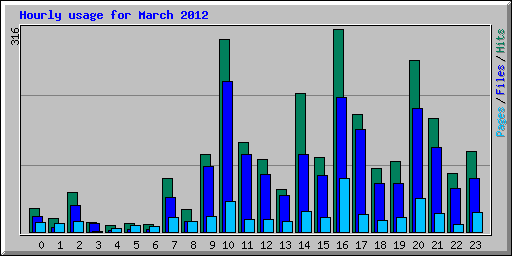 Hourly usage for March 2012
316
Pages / Files / Hits
0 1 2 3 4 5 6 7 8 9 10 11 12 13 14 15 16 17 18 19 20 21 22 23